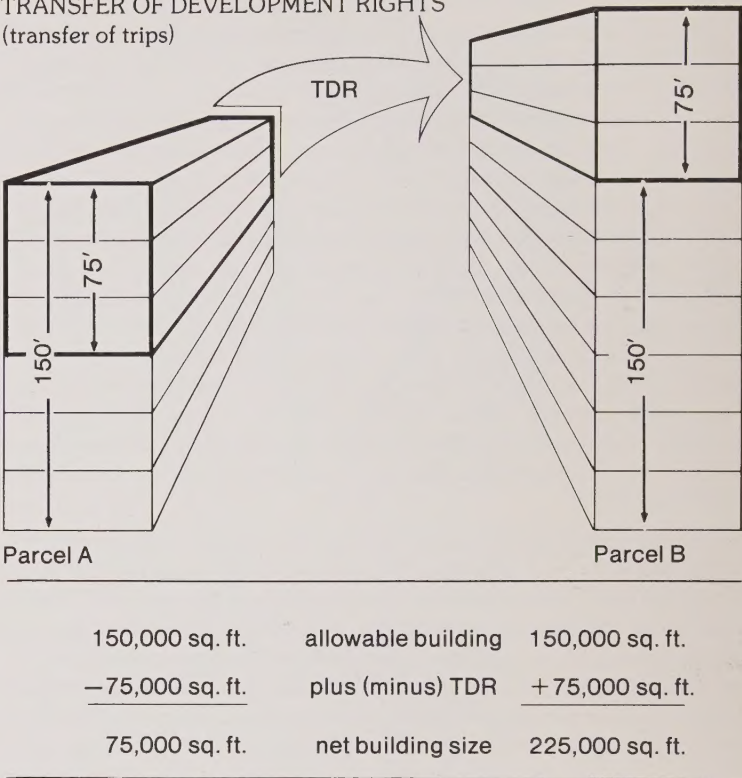 TRANSFER OF DEVELOPMENT RIGHTS
(transfer of trips)
TDR
75'
75'
150'
150'
Parcel A
Parcel B
150,000 sq. ft. allowable building 150,000 sq. ft.
−75,000 sq. ft. plus (minus) TDR +75,000 sq. ft.
75,000 sq. ft. net building size 225,000 sq. ft.